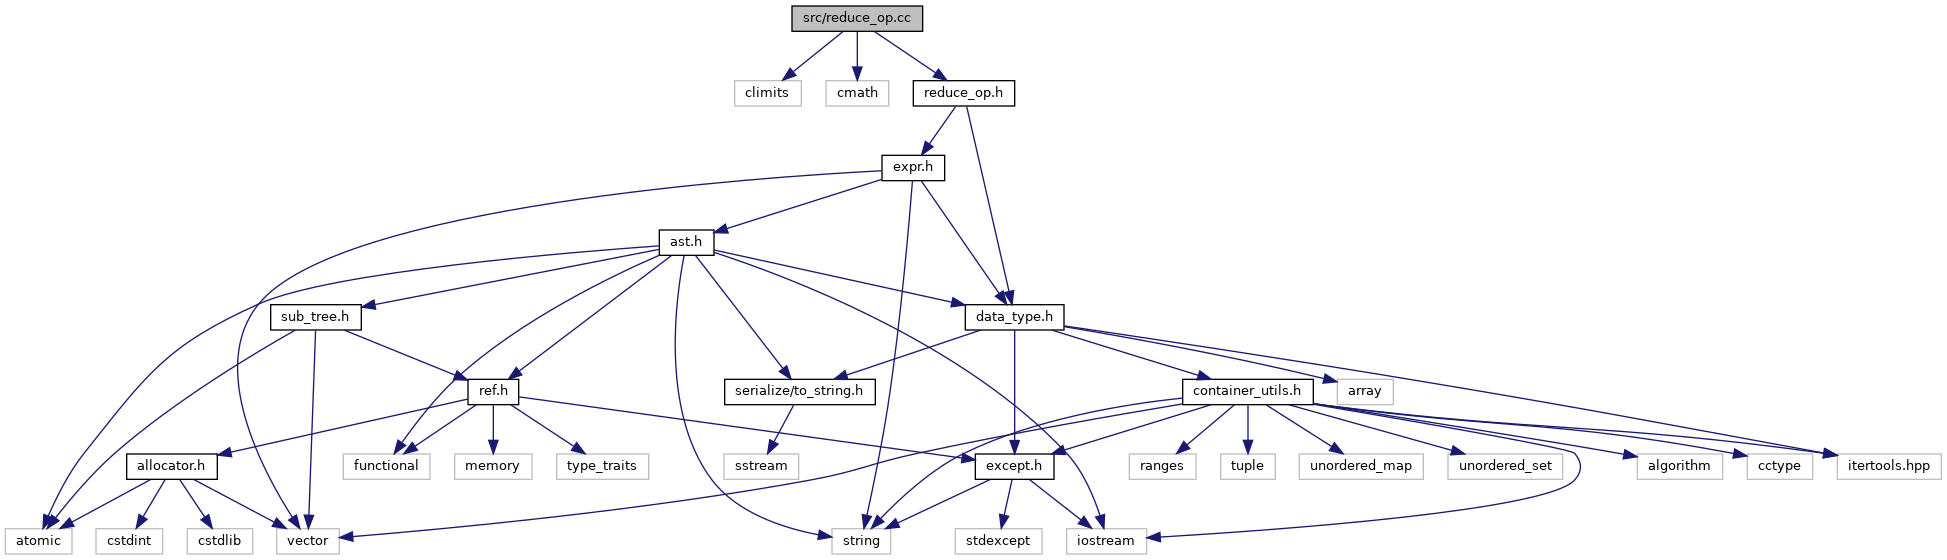 src/reduce_op.cc
climits
cmath
reduce_op.h
expr.h
ast.h
sub_tree.h
data_type.h
ref.h
serialize/to_string.h
container_utils.h
array
allocator.h
functional
memory
type_traits
sstream
except.h
ranges
tuple
unordered_map
unordered_set
algorithm
cctype
itertools.hpp
atomic
cstdint
cstdlib
vector
string
stdexcept
iostream